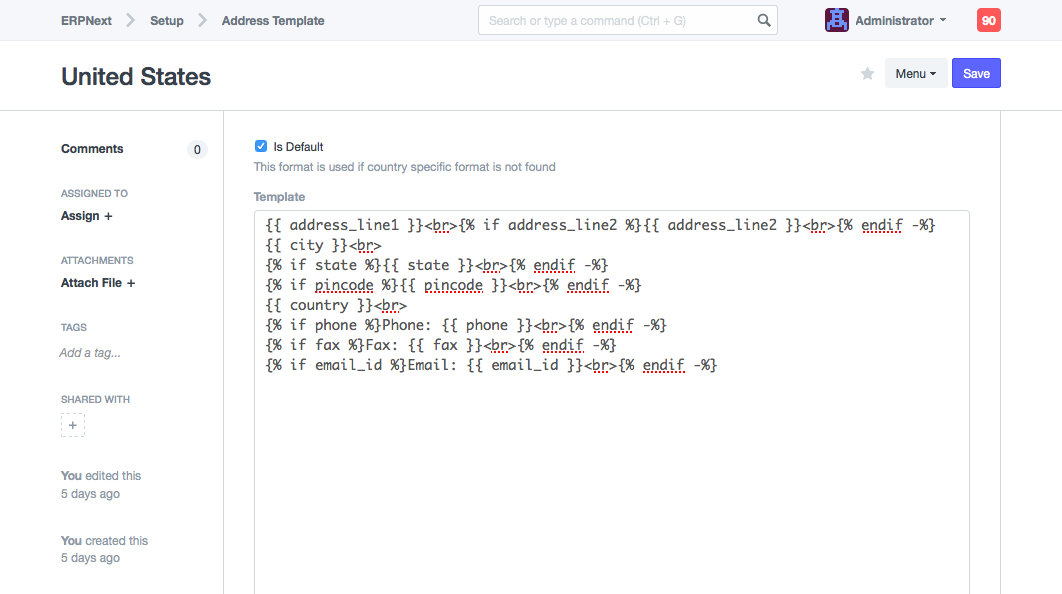 ERPNext Setup Address Template Search or type a command (Ctrl + G) Administrator 90
United States Menu Save
Comments 0
ASSIGNED TO
Assign +
ATTACHMENTS
Attach File +
TAGS
Add a tag...
SHARED WITH
+
You edited this
5 days ago
You created this
5 days ago
Is Default
This format is used if country specific format is not found
Template
{{ address_line1 }}<br>{% if address_line2 %}{{ address_line2 }}<br>{% endif -%}
{{ city }}<br>
{% if state %}{{ state }}<br>{% endif -%}
{% if pincode %}{{ pincode }}<br>{% endif -%}
{{ country }}<br>
{% if phone %}Phone: {{ phone }}<br>{% endif -%}
{% if fax %}Fax: {{ fax }}<br>{% endif -%}
{% if email_id %}Email: {{ email_id }}<br>{% endif -%}